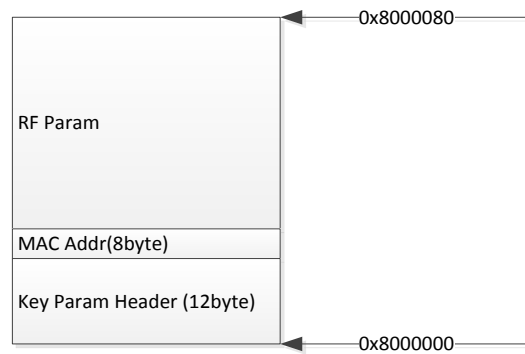 0x8000080
RF Param
MAC Addr(8byte)
Key Param Header (12byte)
0x8000000